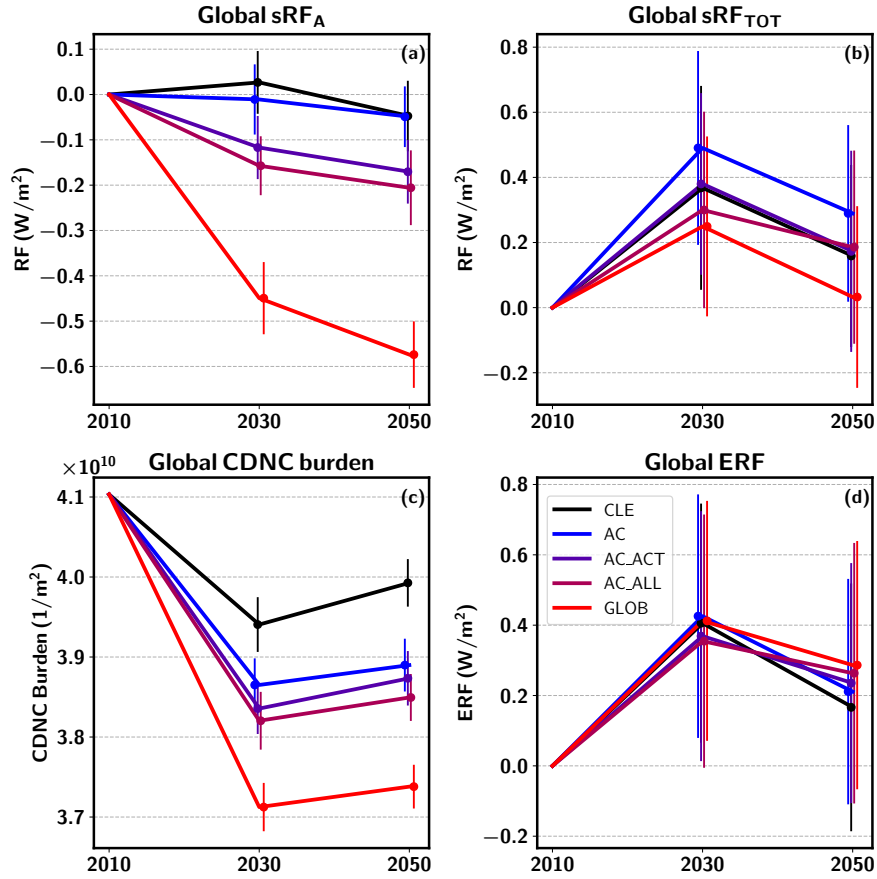 Global sRF_A
(a)
RF (W/m²)
0.1
0.0
−0.1
−0.2
−0.3
−0.4
−0.5
−0.6
2010 2030 2050
Global sRF_TOT
(b)
RF (W/m²)
0.8
0.6
0.4
0.2
0.0
−0.2
2010 2030 2050
×10¹⁰
Global CDNC burden
(c)
CDNC Burden (1/m²)
4.1
4.0
3.9
3.8
3.7
2010 2030 2050
Global ERF
(d)
ERF (W/m²)
0.8
0.6
0.4
0.2
0.0
−0.2
CLE
AC
AC_ACT
AC_ALL
GLOB
2010 2030 2050